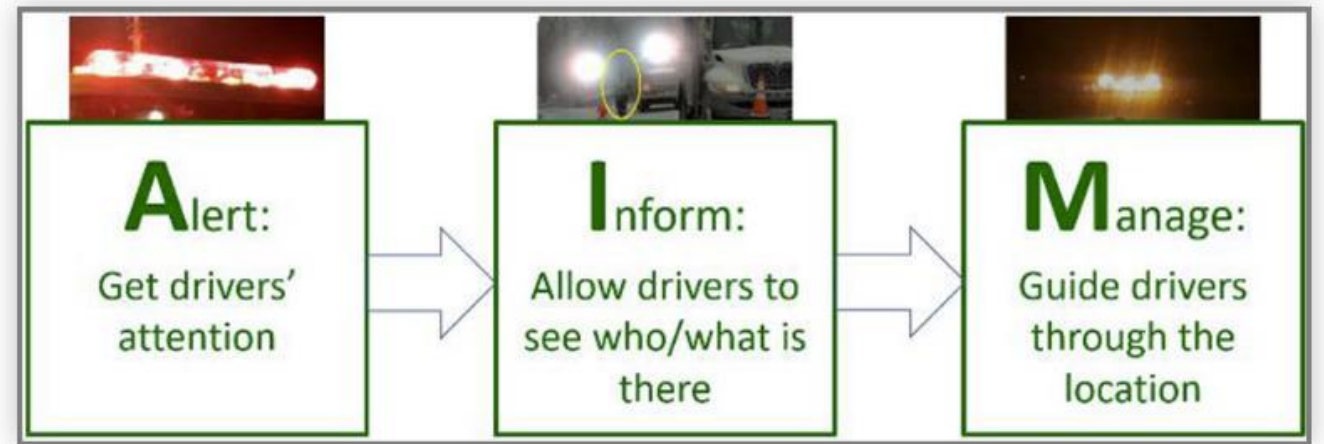 Alert:
Get drivers'
attention
Inform:
Allow drivers to
see who/what is
there
Manage:
Guide drivers
through the
location